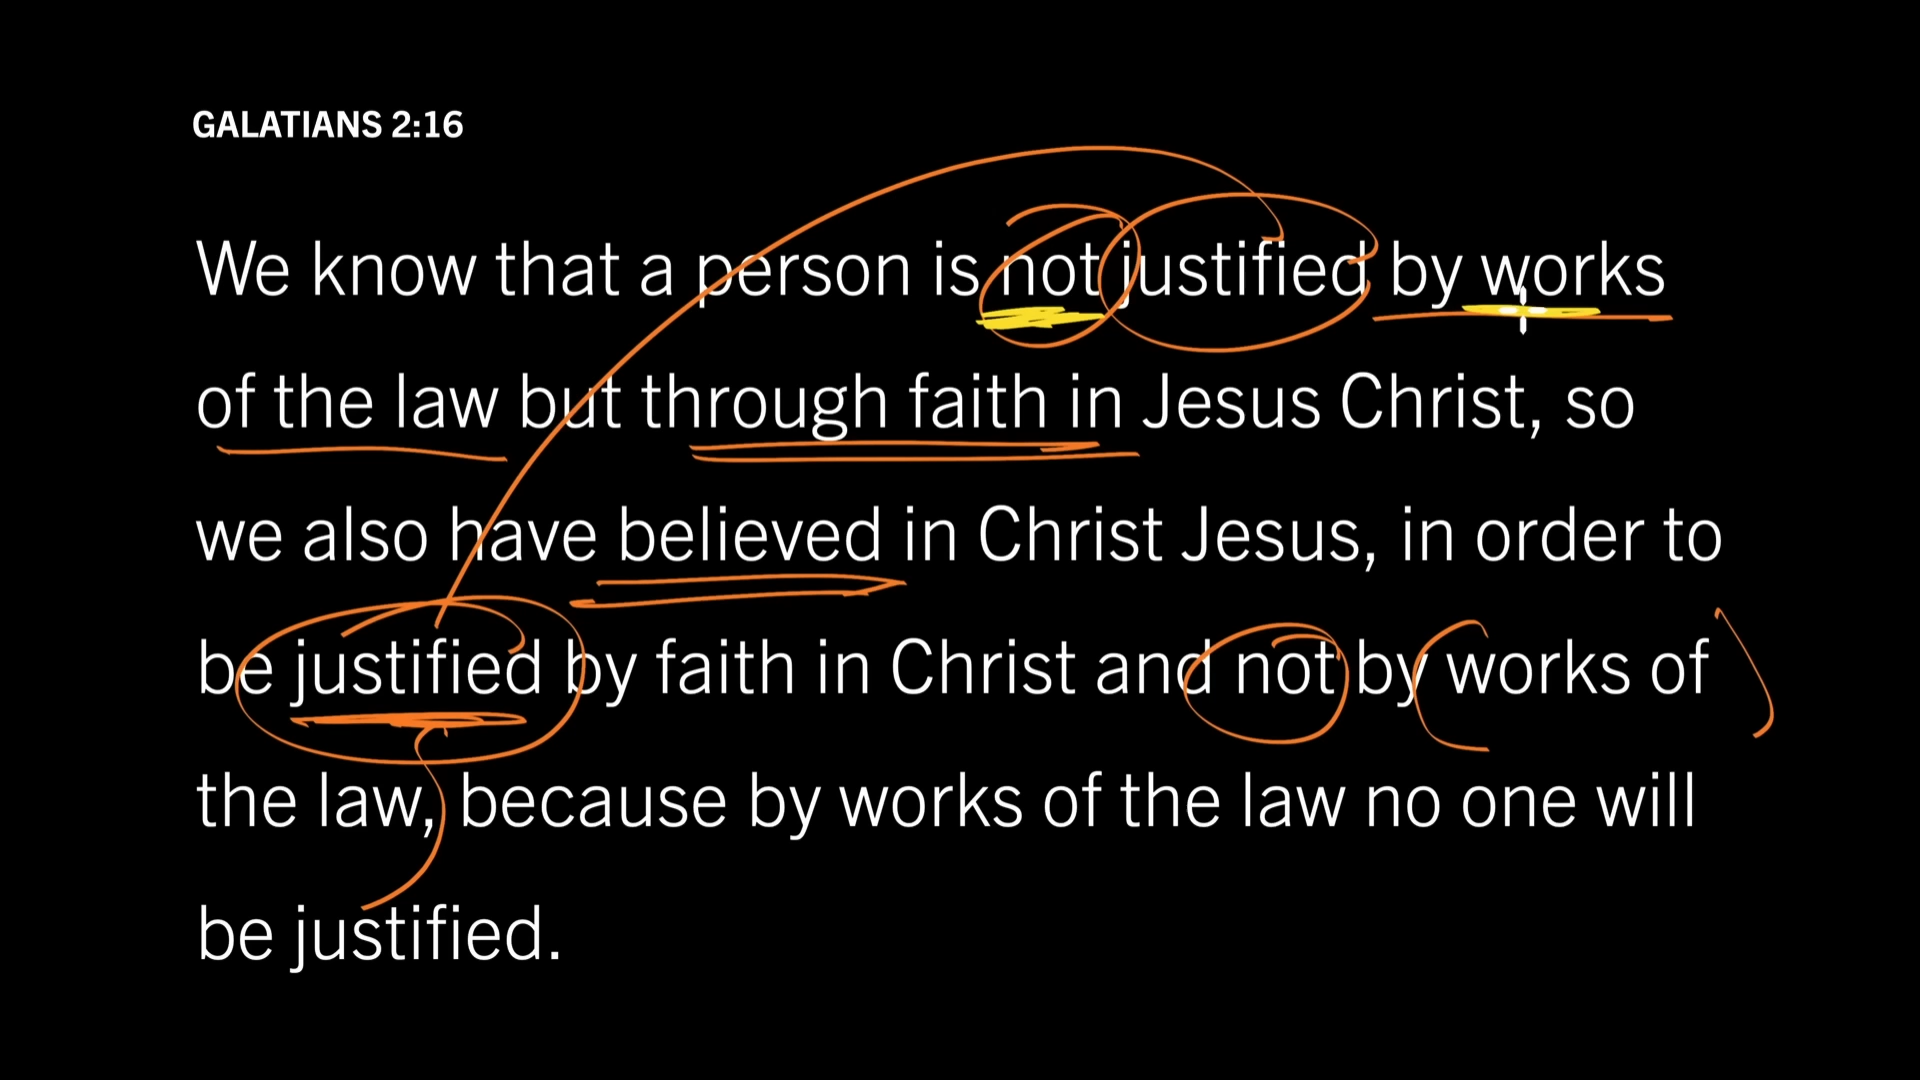 GALATIANS 2:16
We know that a person is not justified by works
of the law but through faith in Jesus Christ, so
we also have believed in Christ Jesus, in order to
be justified by faith in Christ and not by works of
the law, because by works of the law no one will
be justified.